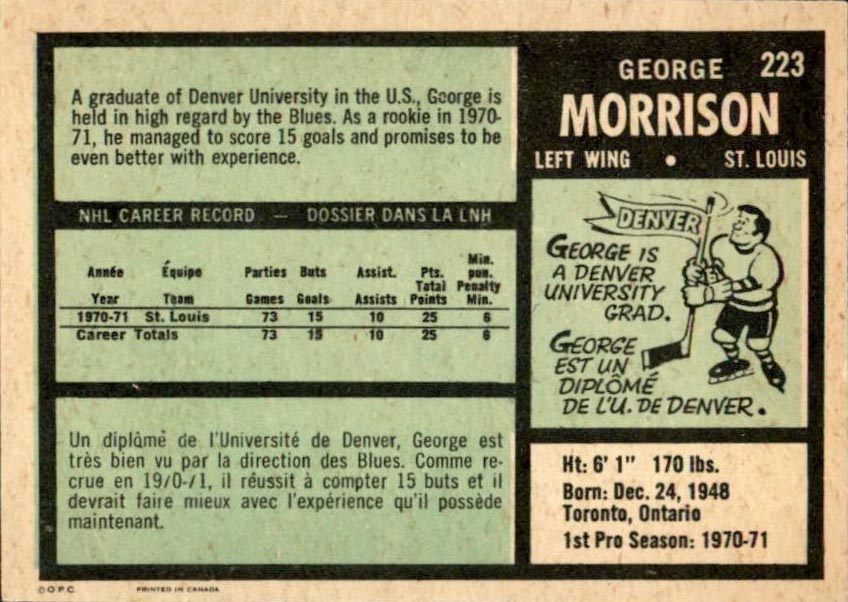 A graduate of Denver University in the U.S., George is
held in high regard by the Blues. As a rookie in 1970-
71, he managed to score 15 goals and promises to be
even better with experience.
NHL CAREER RECORD — DOSSIER DANS LA LNH
Année Équipe Parties Buts Assist. Pts. Total Min. pun. Penalty
Year Team Games Goals Assists Points Min.
1970-71 St. Louis 73 15 10 25 6
Career Totals 73 15 10 25 6
Un diplâmé de l'Université de Denver, George est
très bien vu par la direction des Blues. Comme re-
crue en 19/0-/1, il réussit à compter 15 buts et il
devrait faire mieux avec l'expérience qu'il possède
maintenant.
©O.P.C. PRINTED IN CANADA
GEORGE 223
MORRISON
LEFT WING • ST. LOUIS
DENVER
GEORGE IS
A DENVER
UNIVERSITY
GRAD.
GEORGE
EST UN
DIPLÔMÉ
DE L'U. DE DENVER.
Ht: 6' 1" 170 lbs.
Born: Dec. 24, 1948
Toronto, Ontario
1st Pro Season: 1970-71